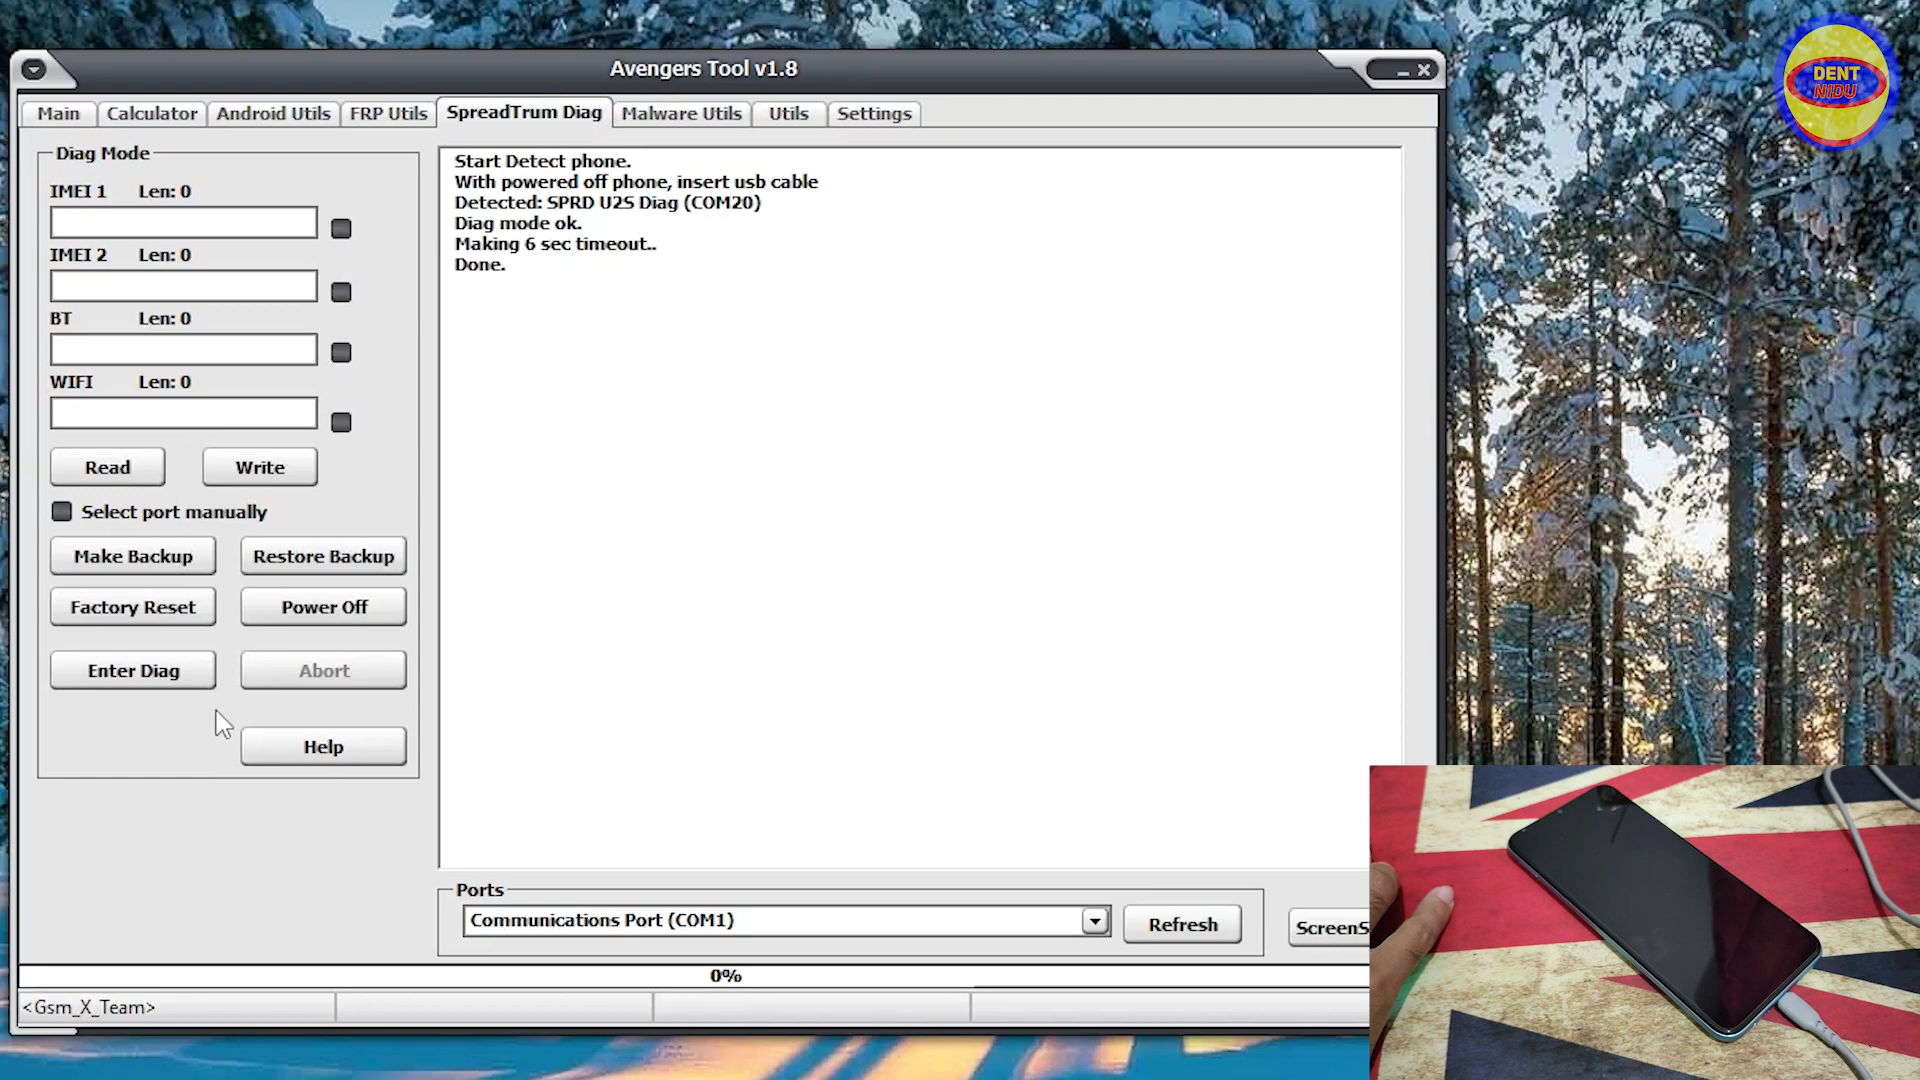 DENT
NIDU
Avengers Tool v1.8
Main
Calculator
Android Utils
FRP Utils
SpreadTrum Diag
Malware Utils
Utils
Settings
Diag Mode
IMEI 1 Len: 0
IMEI 2 Len: 0
BT Len: 0
WIFI Len: 0
Read
Write
Select port manually
Make Backup
Restore Backup
Factory Reset
Power Off
Enter Diag
Abort
Help
Start Detect phone.
With powered off phone, insert usb cable
Detected: SPRD U2S Diag (COM20)
Diag mode ok.
Making 6 sec timeout..
Done.
Ports
Communications Port (COM1)
Refresh
ScreenS
0%
<Gsm_X_Team>